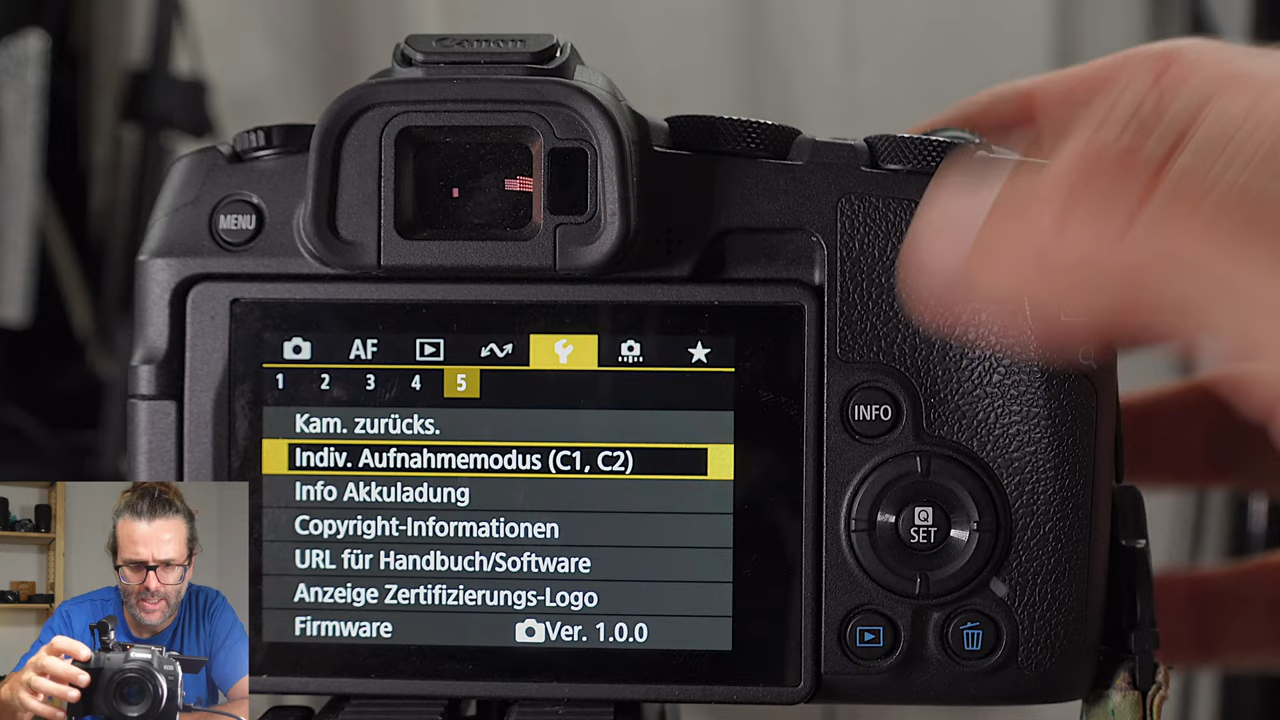 Canon
MENU
AF
1 2 3 4 5
Kam. zurücks.
Indiv. Aufnahmemodus (C1, C2)
Info Akkuladung
Copyright-Informationen
URL für Handbuch/Software
Anzeige Zertifizierungs-Logo
Firmware Ver. 1.0.0
INFO
Q
SET
Canon